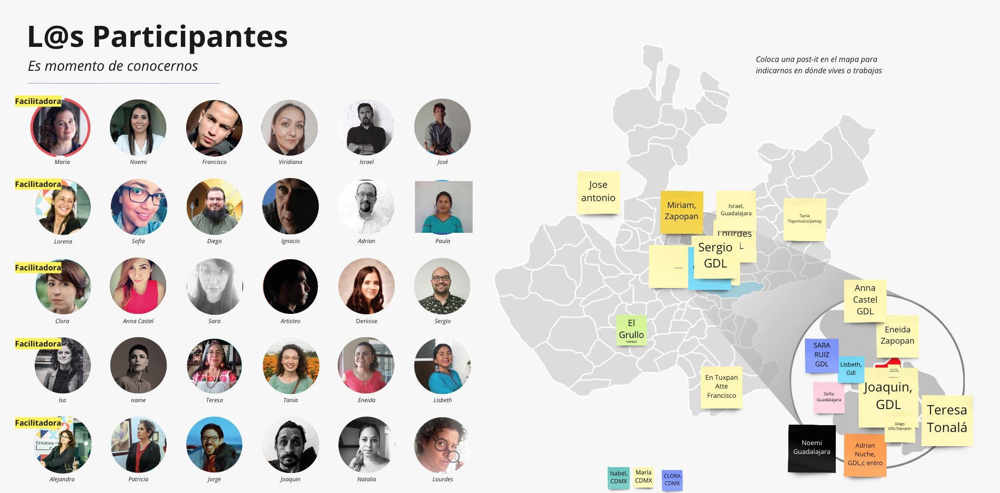 L@s Participantes
Es momento de conocernos
Coloca una post-it en el mapa para
indicarnos en dónde vives o trabajas
Facilitadora
Maria
Noemi
Francisco
Viridiana
Israel
José
Facilitadora
Lorena
Sofia
Diego
Ignacio
Adrian
Paula
Facilitadora
Clora
Anna Castel
Sara
Artisteo
Denisse
Sergio
Facilitadora
Isa
name
Teresa
Tania
Eneida
Lisbeth
Facilitadora
Creative
Alejandra
Patricia
Jorge
Joaquin
Natalia
Lourdes
Jose
antonio
Miriam,
Zapopan
Israel,
Guadalajara
Tania
Tlajomulco/Jamay
Lourdes
L
Sergio
GDL
El
Grullo
NATALIA
En Tuxpan
Atte
Francisco
Anna
Castel
GDL
Eneida
Zapopan
SARA
RUIZ
GDL
Lisbeth,
Gdl
Sofía
Guadalajara
Joaquin,
GDL
Diego
GDL/Zapopan
Teresa
Tonalá
Noemi
Guadalajara
Adrian
Nuche,
GDL,c entro
Isabel,
CDMX
María
CDMX
CLORA
CDMX